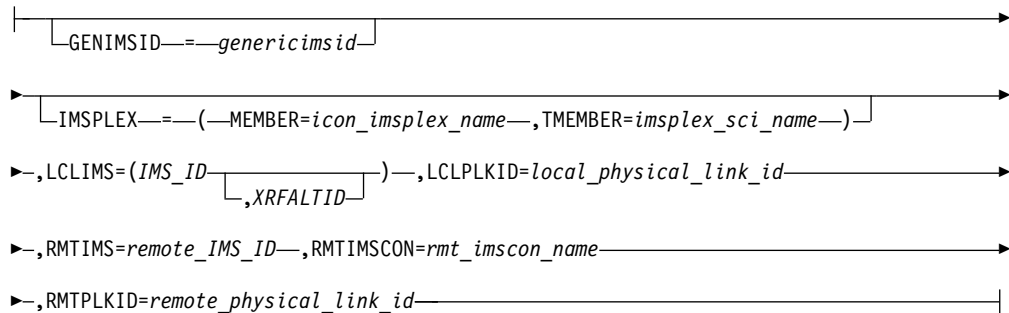 GENIMSID = genericimsid
IMSPLEX = ( MEMBER=icon_imsplex_name ,TMEMBER=imsplex_sci_name )
,LCLIMS=(IMS_ID ,XRFALTID ) ,LCLPLKID=local_physical_link_id
,RMTIMS=remote_IMS_ID ,RMTIMSCON=rmt_imscon_name
,RMTPLKID=remote_physical_link_id